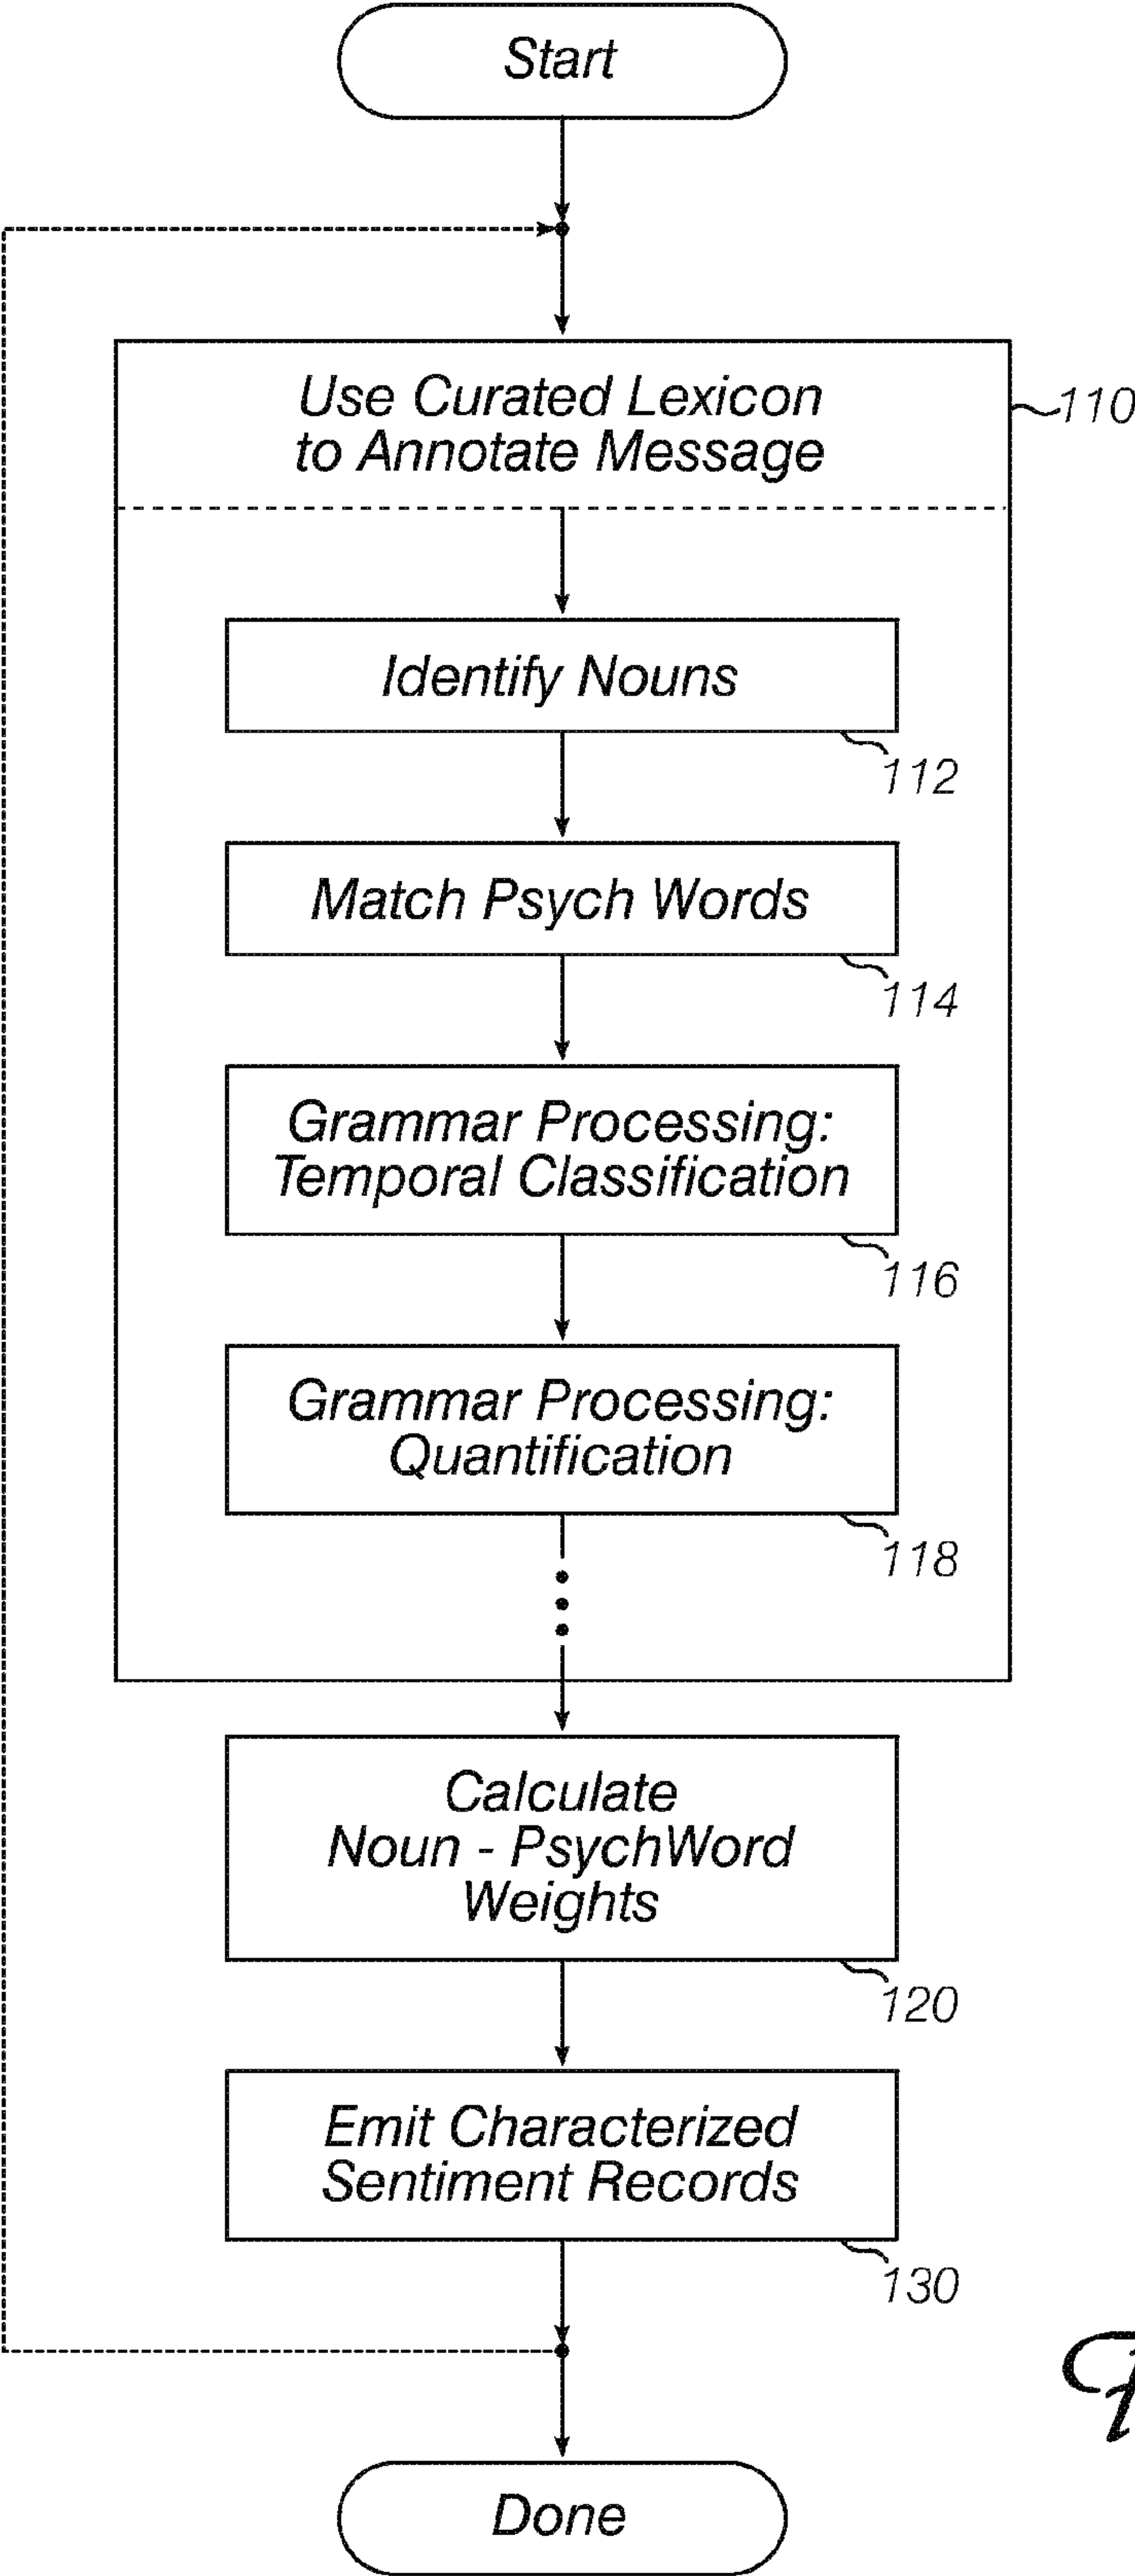 Start
Use Curated Lexicon
to Annotate Message
110
Identify Nouns
112
Match Psych Words
114
Grammar Processing:
Temporal Classification
116
Grammar Processing:
Quantification
118
Calculate
Noun - PsychWord
Weights
120
Emit Characterized
Sentiment Records
130
Done